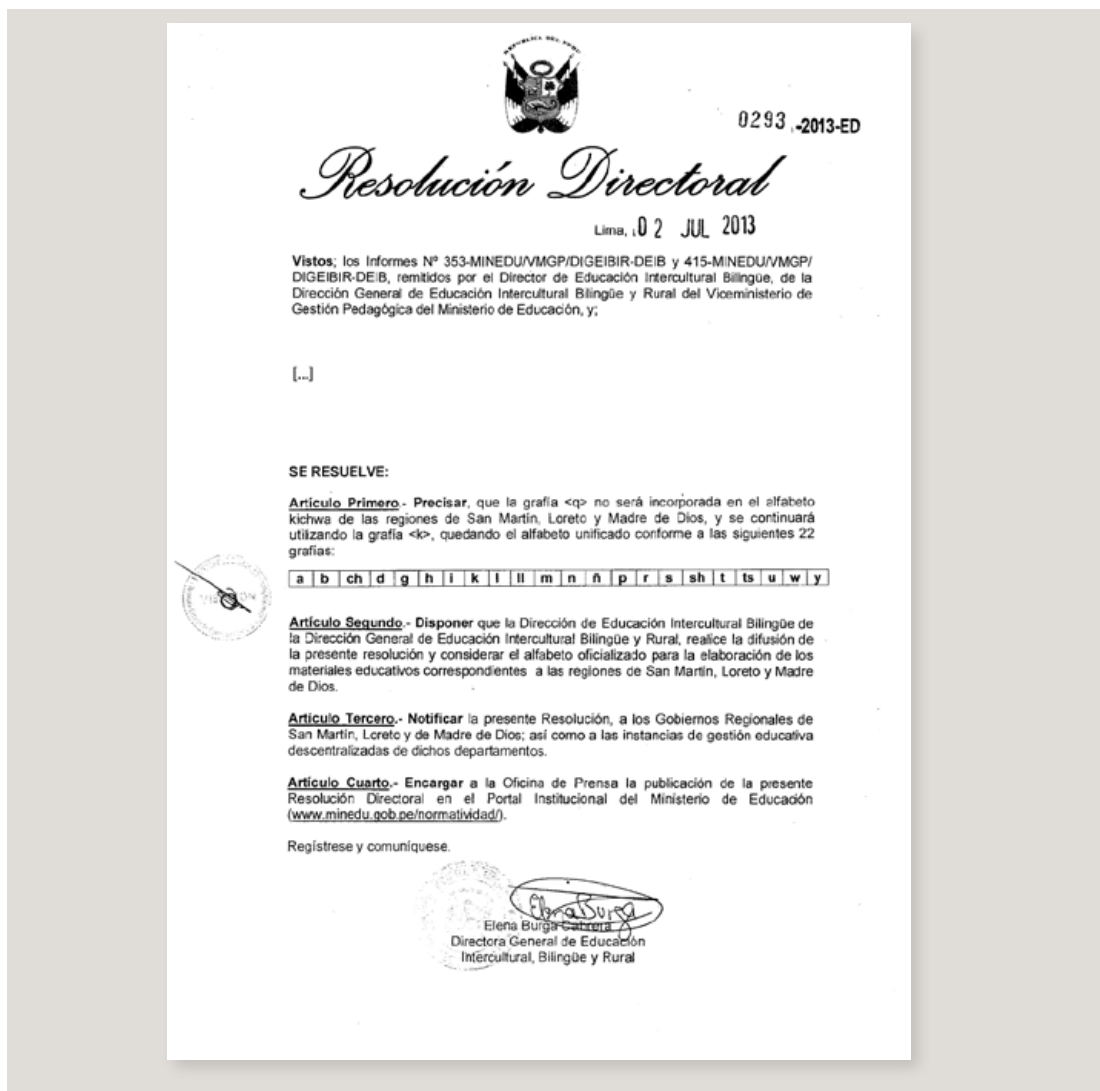 REPUBLICA DEL PERU
0293 -2013-ED
Resolución Directoral
Lima, 02 JUL 2013
Vistos; los Informes Nº 353-MINEDU/VMGP/DIGEIBIR-DEIB y 415-MINEDU/VMGP/
DIGEIBIR-DEIB, remitidos por el Director de Educación Intercultural Bilingüe, de la
Dirección General de Educación Intercultural Bilingüe y Rural del Viceministerio de
Gestión Pedagógica del Ministerio de Educación, y;
[...]
SE RESUELVE:
Artículo Primero.- Precisar, que la grafía <q> no será incorporada en el alfabeto
kichwa de las regiones de San Martín, Loreto y Madre de Dios, y se continuará
utilizando la grafía <k>, quedando el alfabeto unificado conforme a las siguientes 22
grafías:
a b ch d g h i k l ll m n ñ p r s sh t ts u w y
Artículo Segundo.- Disponer que la Dirección de Educación Intercultural Bilingüe de
la Dirección General de Educación Intercultural Bilingüe y Rural, realice la difusión de
la presente resolución y considerar el alfabeto oficializado para la elaboración de los
materiales educativos correspondientes a las regiones de San Martín, Loreto y Madre
de Dios.
Artículo Tercero.- Notificar la presente Resolución, a los Gobiernos Regionales de
San Martín, Loreto y de Madre de Dios; así como a las instancias de gestión educativa
descentralizadas de dichos departamentos.
Artículo Cuarto.- Encargar a la Oficina de Prensa la publicación de la presente
Resolución Directoral en el Portal Institucional del Ministerio de Educación
(www.minedu.gob.pe/normatividad/).
Regístrese y comuníquese.
Elena Burga
Elena Burga Cabrera
Directora General de Educación
Intercultural, Bilingüe y Rural